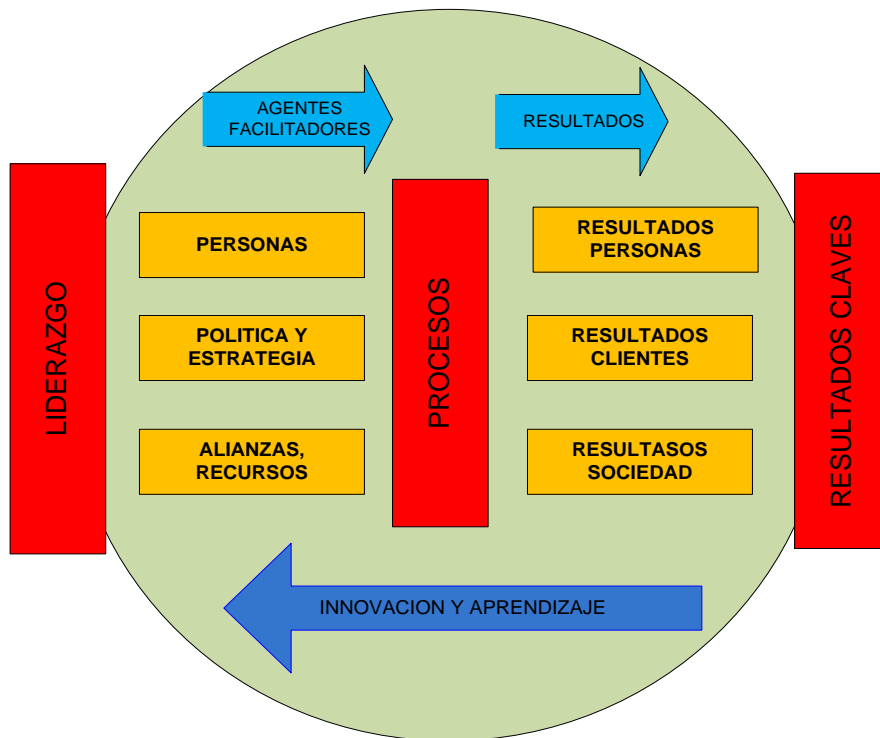 AGENTES
FACILITADORES
RESULTADOS
LIDERAZGO
PERSONAS
POLITICA Y
ESTRATEGIA
ALIANZAS,
RECURSOS
PROCESOS
RESULTADOS
PERSONAS
RESULTADOS
CLIENTES
RESULTASOS
SOCIEDAD
RESULTADOS CLAVES
INNOVACION Y APRENDIZAJE